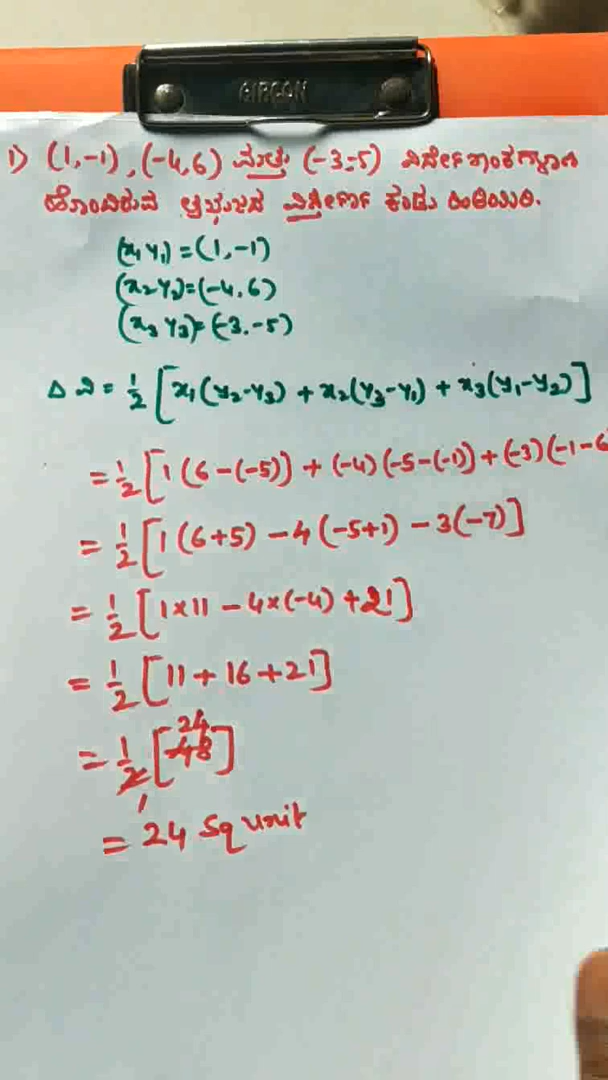 AIRCON
1) (1,-1), (-4,6) ಮತ್ತು (-3-5) ನಿರ್ದೇಶಾಂಕಗಳಾಗಿ
ಹೊಂದಿರುವ ತ್ರಿಭುಜದ ವಿಸ್ತೀರ್ಣ ಕಂಡು ಹಿಡಿಯಿರಿ.
(x₁ y₁) = (1,-1)
(x₂ y₂) = (-4,6)
(x₃ y₃) = (-3.-5)
Δ ವಿ = 1/2 [x₁(y₂-y₃) + x₂(y₃-y₁) + x₃(y₁-y₂)]
= 1/2 [1(6-(-5)) + (-4)(-5-(-1)) + (-3)(-1-6
= 1/2 [1(6+5) -4(-5+1) -3(-7)]
= 1/2 [1×11 - 4×(-4) +21]
= 1/2 [11+16+21]
24
= 1/2 [48]
1
= 24 Sq unit